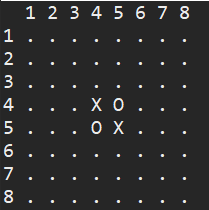 1 2 3 4 5 6 7 8
1 . . . . . . . .
2 . . . . . . . .
3 . . . . . . . .
4 . . . X O . . .
5 . . . O X . . .
6 . . . . . . . .
7 . . . . . . . .
8 . . . . . . . .